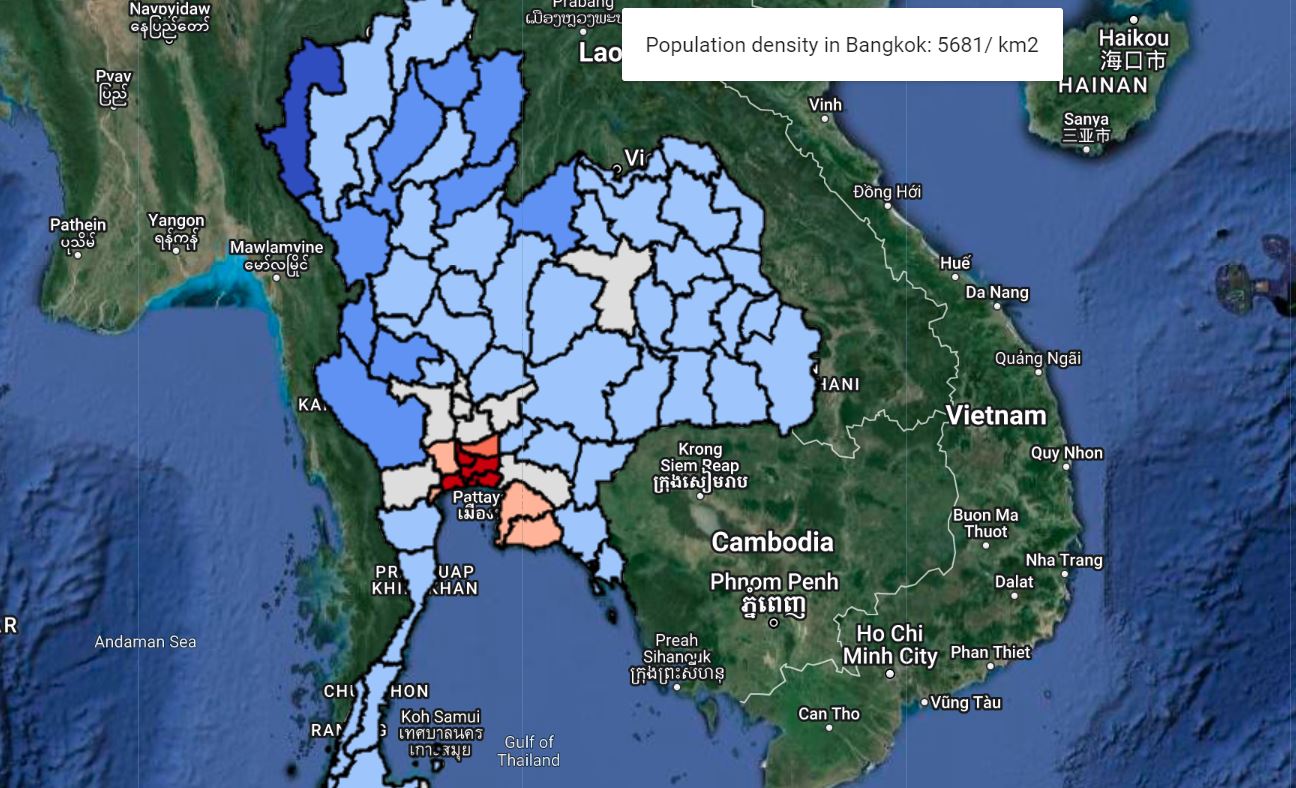 Navpyidaw
နေပြည်တော်
Prabang
Population density in Bangkok: 5681/ km2
Lao
Haikou
海口市
HAINAN
Sanya
三亚市
Pyay
ပြည်
Vinh
Vi
Đồng Hới
Pathein
ပုသိမ်
Yangon
ရန်ကုန်
Mawlamyine
မော်လမြိုင်
Huế
Da Nang
Quảng Ngãi
HANI
KA
Vietnam
Krong
Siem Reap
ក្រុងសៀមរាប
Quy Nhon
Pattay
เมือง
Buon Ma
Thuot
Cambodia
Nha Trang
PR UAP
KHI KHAN
Phnom Penh
ភ្នំពេញ
Dalat
AR
Andaman Sea
Preah
Sihanouk
ក្រុងព្រះសីហនុ
Ho Chi
Minh City
Phan Thiet
CHU HON
RAN G
Koh Samui
เทศบาลนคร
เกาะสมุย
Gulf of
Thailand
Can Tho
Vũng Tàu